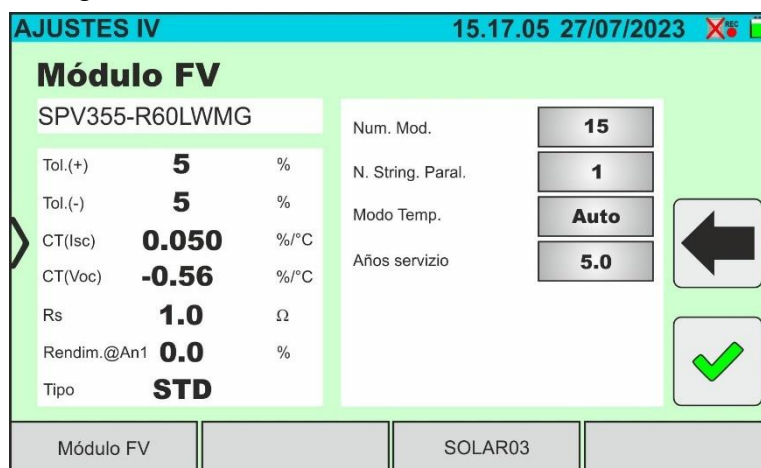 AJUSTES IV 15.17.05 27/07/2023 REC
Módulo FV
SPV355-R60LWMG
Tol.(+) 5 %
Tol.(-) 5 %
CT(Isc) 0.050 %/°C
CT(Voc) -0.56 %/°C
Rs 1.0 Ω
Rendim.@An1 0.0 %
Tipo STD
Num. Mod. 15
N. String. Paral. 1
Modo Temp. Auto
Años servizio 5.0
Módulo FV SOLAR03